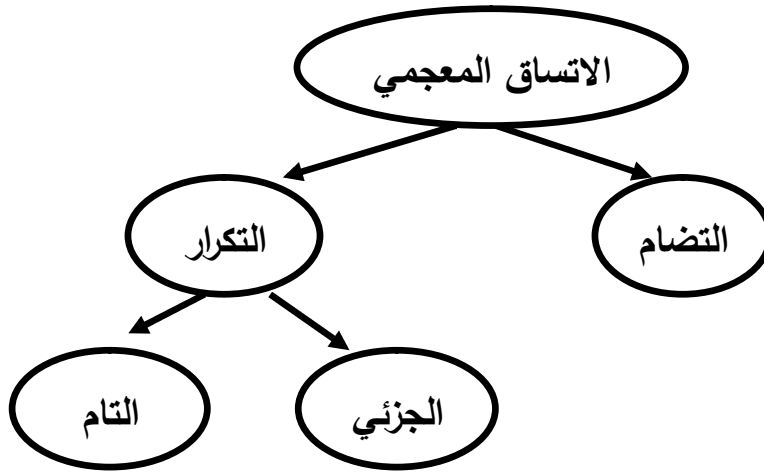 الاتساق المعجمي
التضام
التكرار
الجزئي
التام